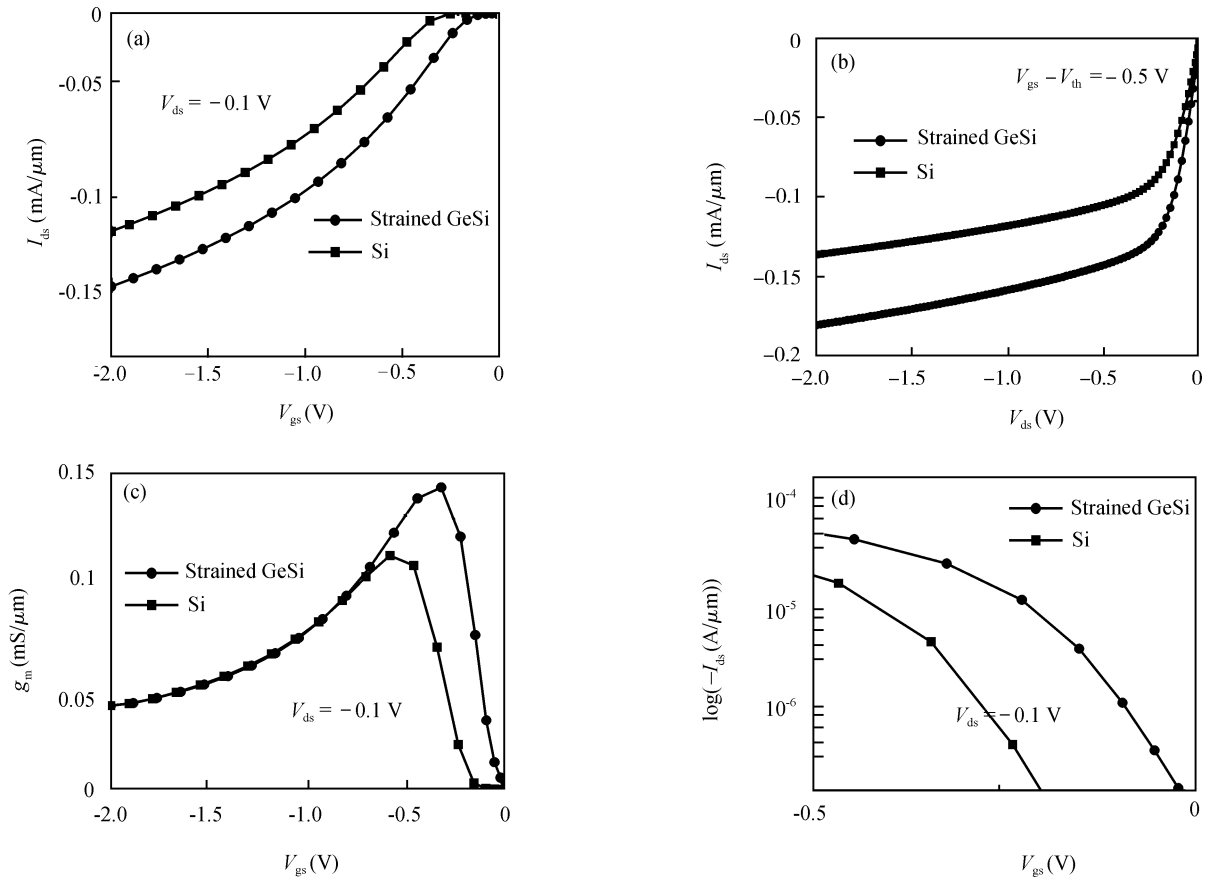 (a)
0
-0.05
-0.1
-0.15
I_ds (mA/μm)
V_ds = −0.1 V
Strained GeSi
Si
-2.0 −1.5 −1.0 −0.5 0
V_gs (V)
(b)
0
−0.05
−0.1
−0.15
−0.2
I_ds (mA/μm)
V_gs − V_th = − 0.5 V
Strained GeSi
Si
−2.0 −1.5 −1.0 −0.5 0
V_ds (V)
(c)
0.15
0.1
0.05
0
g_m (mS/μm)
Strained GeSi
Si
V_ds = −0.1 V
-2.0 -1.5 -1.0 -0.5 0
V_gs (V)
(d)
10^-4
10^-5
10^-6
log(−I_ds (A/μm))
Strained GeSi
Si
V_ds = −0.1 V
-0.5 0
V_gs (V)